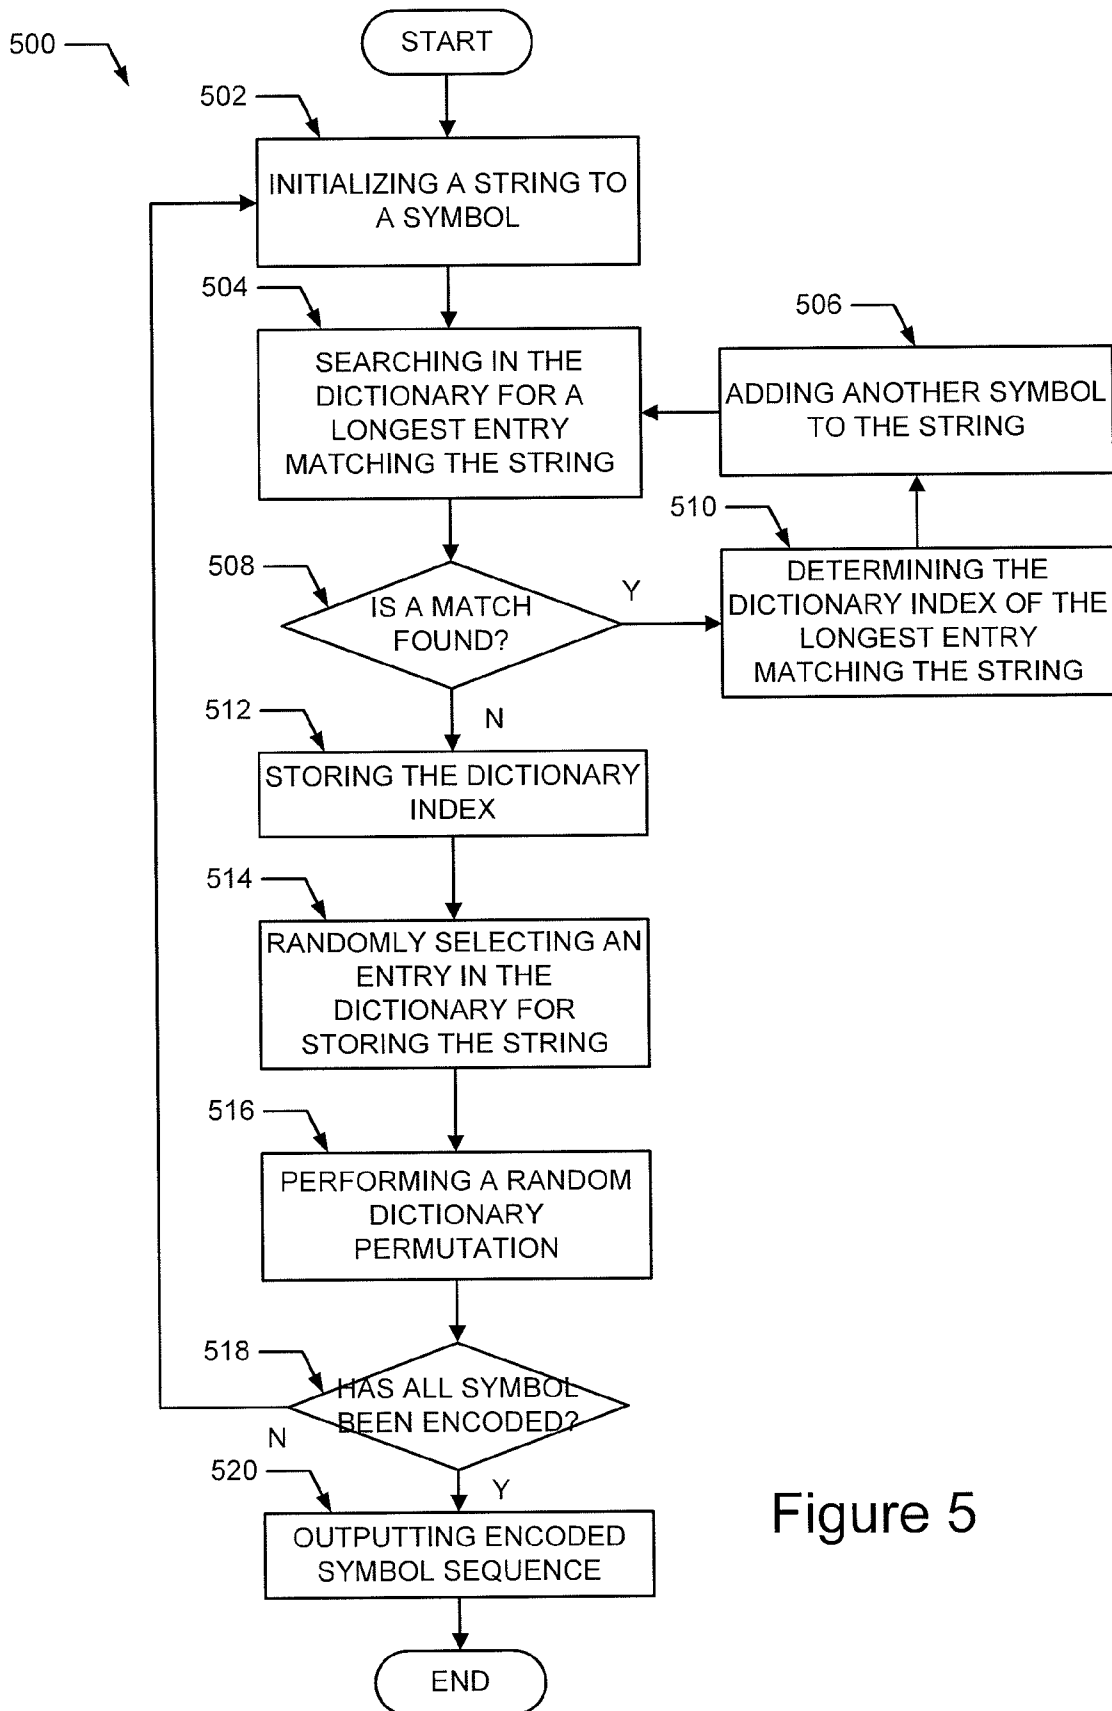 500
START
502
INITIALIZING A STRING TO
A SYMBOL
504
SEARCHING IN THE
DICTIONARY FOR A
LONGEST ENTRY
MATCHING THE STRING
506
ADDING ANOTHER SYMBOL
TO THE STRING
508
IS A MATCH
FOUND?
Y
510
DETERMINING THE
DICTIONARY INDEX OF THE
LONGEST ENTRY
MATCHING THE STRING
N
512
STORING THE DICTIONARY
INDEX
514
RANDOMLY SELECTING AN
ENTRY IN THE
DICTIONARY FOR
STORING THE STRING
516
PERFORMING A RANDOM
DICTIONARY
PERMUTATION
518
HAS ALL SYMBOL
BEEN ENCODED?
N
Y
520
OUTPUTTING ENCODED
SYMBOL SEQUENCE
END
Figure 5